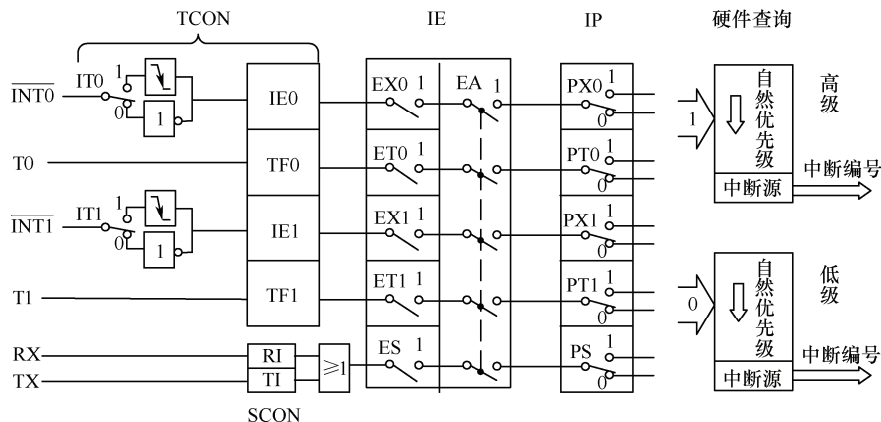 TCON IE IP 硬件查询
INT0 IT0 1 0 1 IE0 EX0 1 EA 1 PX0 1 0
T0 TF0 ET0 1 PT0 1 0
INT1 IT1 1 0 1 IE1 EX1 1 PX1 1 0
T1 TF1 ET1 1 PT1 1 0
RX RI ≥1 ES 1 PS 1 0
TX TI
SCON
1 自然优先级 高级
中断源 中断编号
0 自然优先级 低级
中断源 中断编号